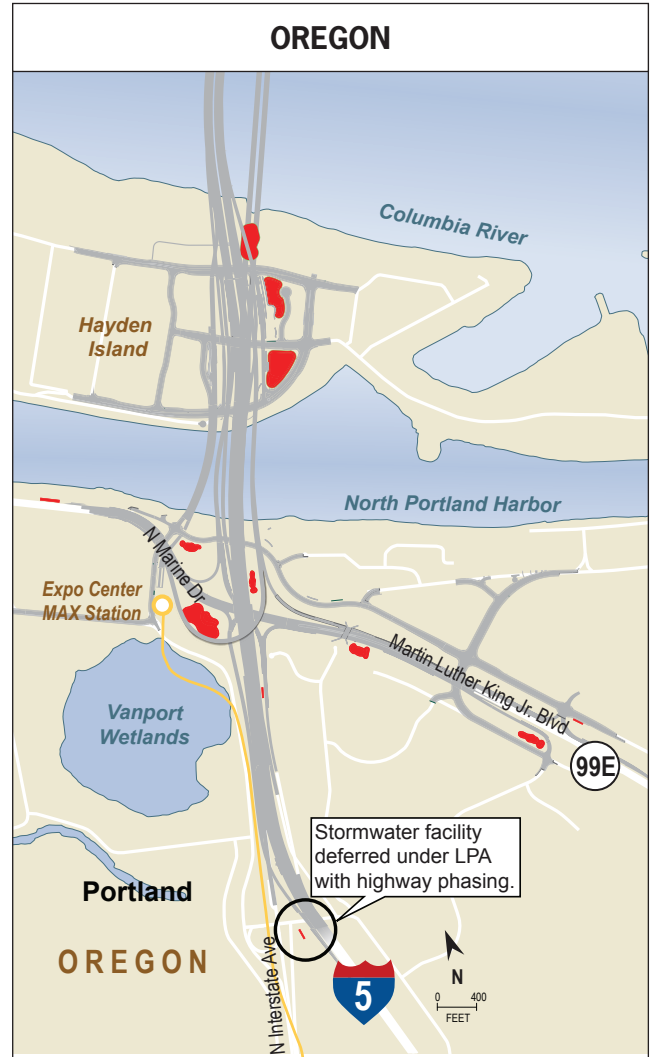 OREGON
Columbia River
Hayden
Island
North Portland Harbor
N Marine Dr
Expo Center
MAX Station
Martin Luther King Jr. Blvd
Vanport
Wetlands
99E
Stormwater facility
deferred under LPA
with highway phasing.
Portland
OREGON
N Interstate Ave
5
N
0 400
FEET